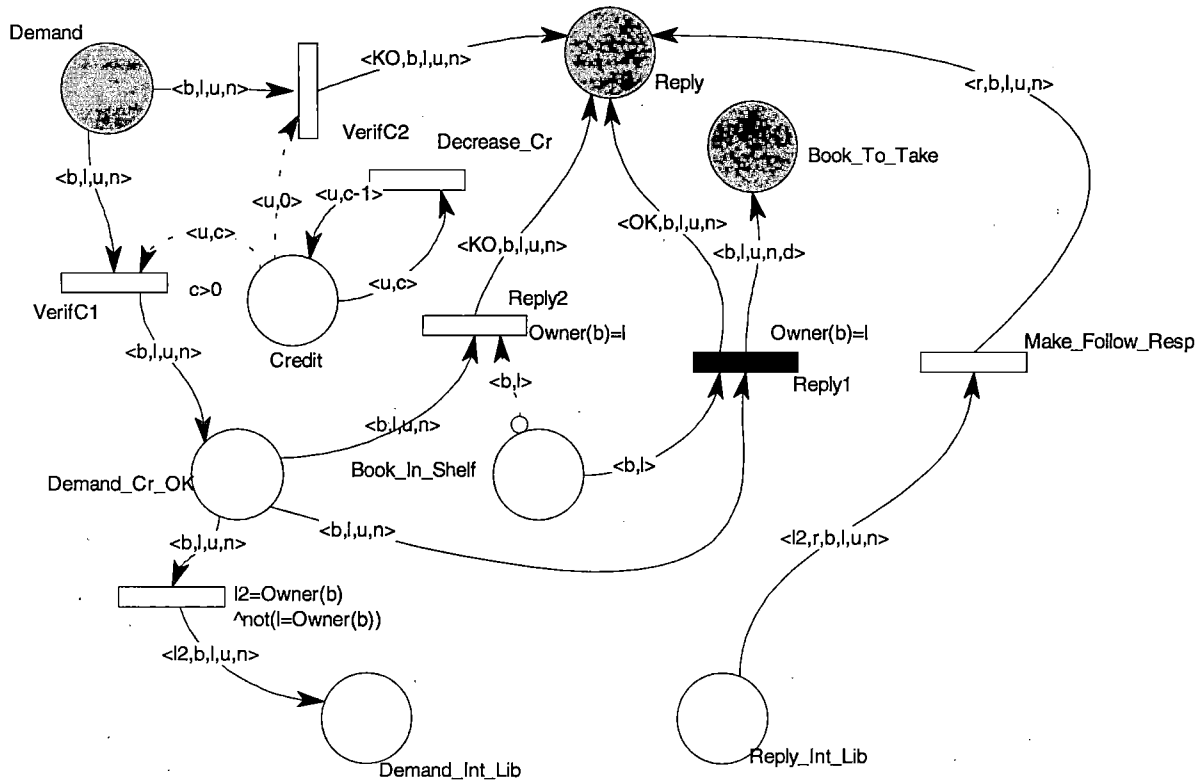 Demand
<KO,b,l,u,n>
Reply
<r,b,l,u,n>
<b,l,u,n>
VerifC2
Decrease_Cr
Book_To_Take
<b,l,u,n>
<u,0>
<u,c-1>
<OK,b,l,u,n>
<u,c>
<KO,b,l,u,n>
<b,l,u,n,d>
<u,c>
c>0
VerifC1
Reply2
Owner(b)=l
Owner(b)=l
Make_Follow_Resp
<b,l,u,n>
Credit
<b,l>
Reply1
<b,l,u,n>
Book_In_Shelf
<b,l>
Demand_Cr_OK
<b,l,u,n>
<b,l,u,n>
<l2,r,b,l,u,n>
l2=Owner(b)
^not(l=Owner(b))
<l2,b,l,u,n>
Demand_Int_Lib
Reply_Int_Lib